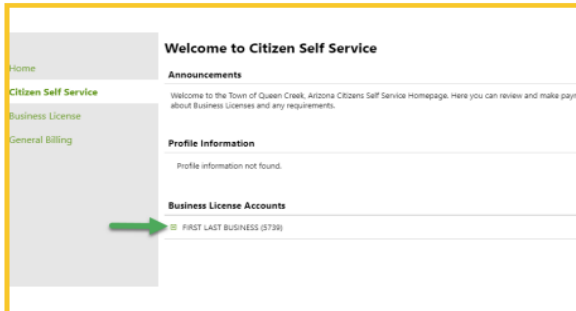 Welcome to Citizen Self Service
Home
Announcements
Citizen Self Service
Welcome to the Town of Queen Creek, Arizona Citizens Self Service Homepage. Here you can review and make
about Business Licenses and any requirements.
Business License
General Billing
Profile Information
Profile information not found.
Business License Accounts
FIRST LAST BUSINESS (5739)